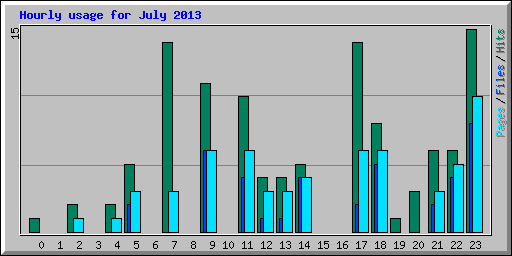 Hourly usage for July 2013
15
Pages / Files / Hits
0 1 2 3 4 5 6 7 8 9 10 11 12 13 14 15 16 17 18 19 20 21 22 23